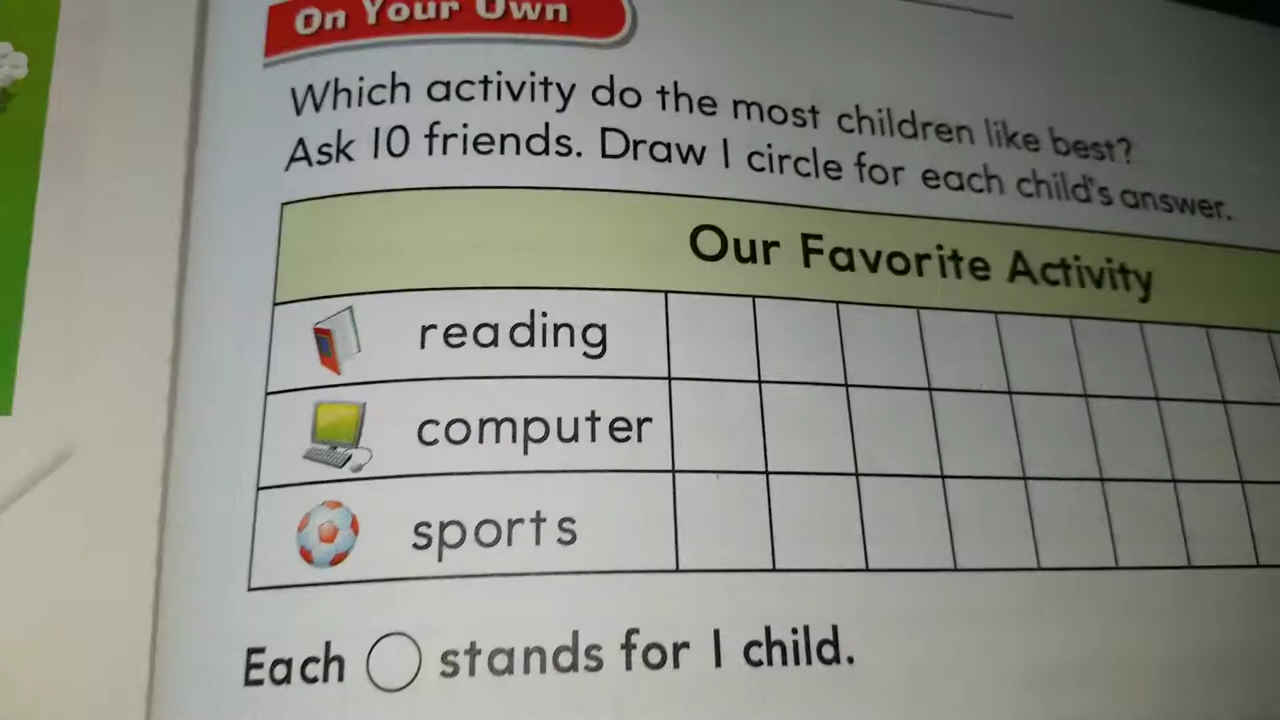 On Your Own
Which activity do the most children like best?
Ask 10 friends. Draw 1 circle for each child's answer.
Our Favorite Activity
reading
computer
sports
Each ◯ stands for 1 child.